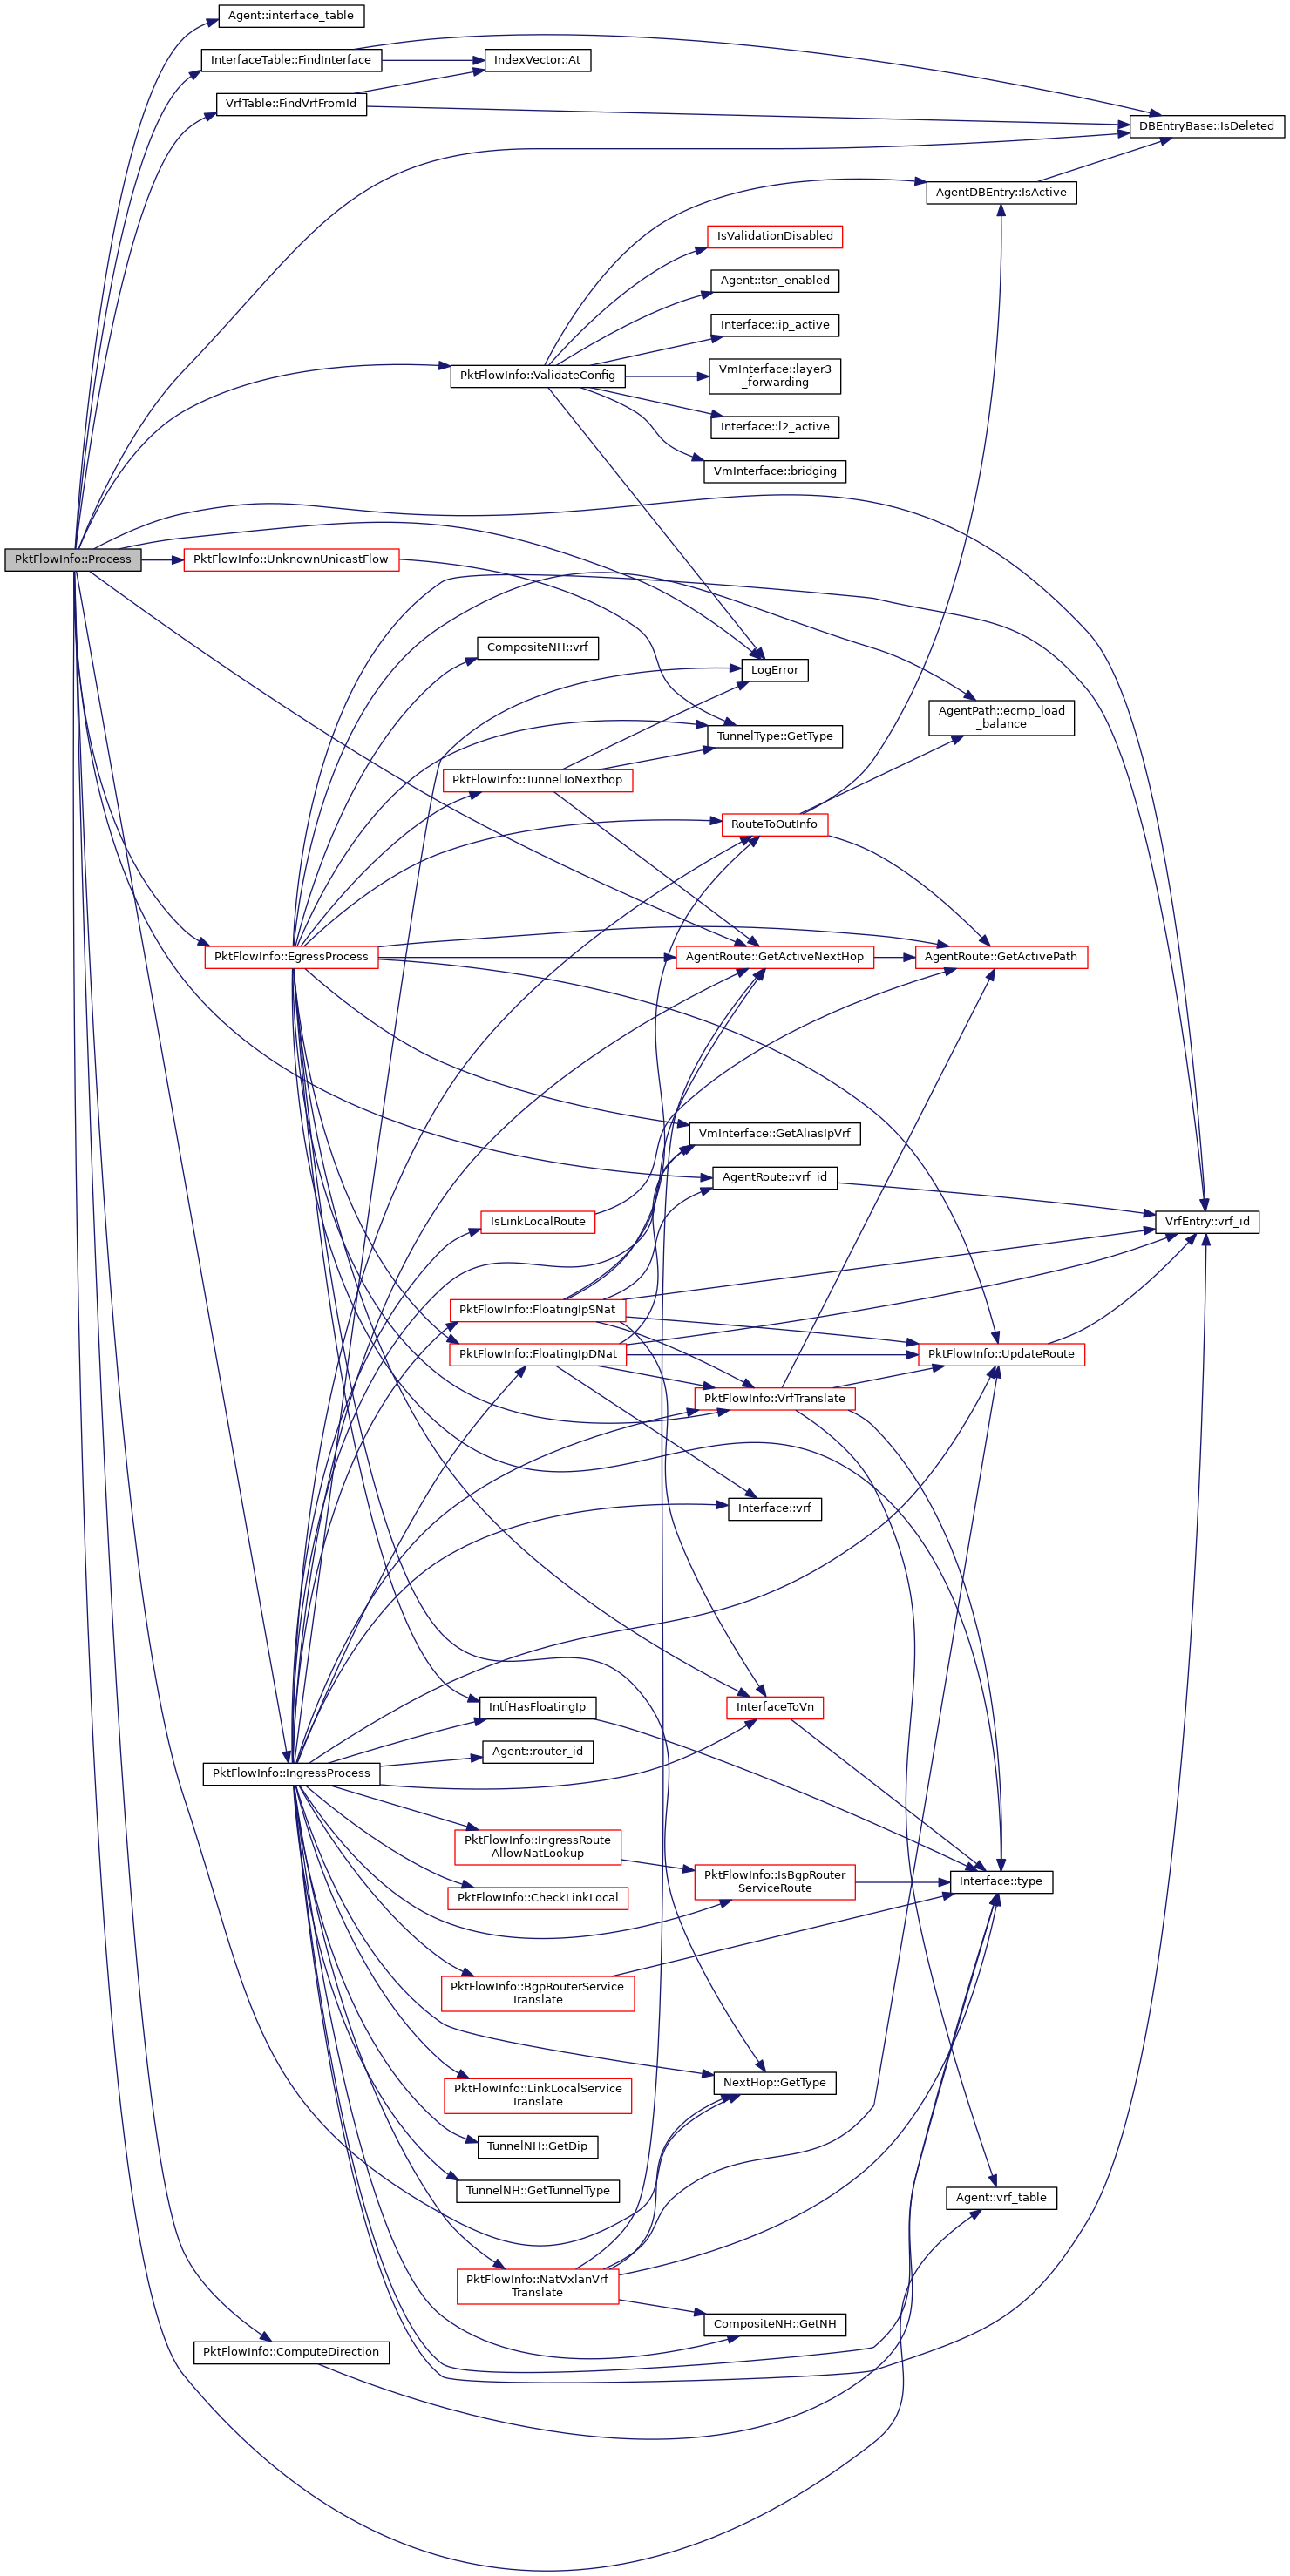 Agent::interface_table
InterfaceTable::FindInterface
IndexVector::At
VrfTable::FindVrfFromId
DBEntryBase::IsDeleted
AgentDBEntry::IsActive
IsValidationDisabled
Agent::tsn_enabled
Interface::ip_active
PktFlowInfo::ValidateConfig
VmInterface::layer3
_forwarding
Interface::l2_active
VmInterface::bridging
PktFlowInfo::Process
PktFlowInfo::UnknownUnicastFlow
CompositeNH::vrf
LogError
AgentPath::ecmp_load
_balance
TunnelType::GetType
PktFlowInfo::TunnelToNexthop
RouteToOutInfo
PktFlowInfo::EgressProcess
AgentRoute::GetActiveNextHop
AgentRoute::GetActivePath
VmInterface::GetAliasIpVrf
AgentRoute::vrf_id
IsLinkLocalRoute
VrfEntry::vrf_id
PktFlowInfo::FloatingIpSNat
PktFlowInfo::FloatingIpDNat
PktFlowInfo::UpdateRoute
PktFlowInfo::VrfTranslate
Interface::vrf
IntfHasFloatingIp
InterfaceToVn
Agent::router_id
PktFlowInfo::IngressProcess
PktFlowInfo::IngressRoute
AllowNatLookup
PktFlowInfo::IsBgpRouter
ServiceRoute
Interface::type
PktFlowInfo::CheckLinkLocal
PktFlowInfo::BgpRouterService
Translate
NextHop::GetType
PktFlowInfo::LinkLocalService
Translate
TunnelNH::GetDip
TunnelNH::GetTunnelType
Agent::vrf_table
PktFlowInfo::NatVxlanVrf
Translate
CompositeNH::GetNH
PktFlowInfo::ComputeDirection